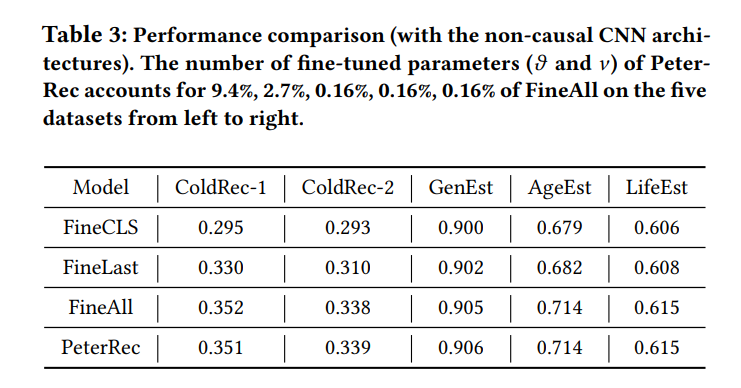 Table 3: Performance comparison (with the non-causal CNN archi-
tectures). The number of fine-tuned parameters (ϑ and ν) of Peter-
Rec accounts for 9.4%, 2.7%, 0.16%, 0.16%, 0.16% of FineAll on the five
datasets from left to right.
Model ColdRec-1 ColdRec-2 GenEst AgeEst LifeEst
FineCLS 0.295 0.293 0.900 0.679 0.606
FineLast 0.330 0.310 0.902 0.682 0.608
FineAll 0.352 0.338 0.905 0.714 0.615
PeterRec 0.351 0.339 0.906 0.714 0.615